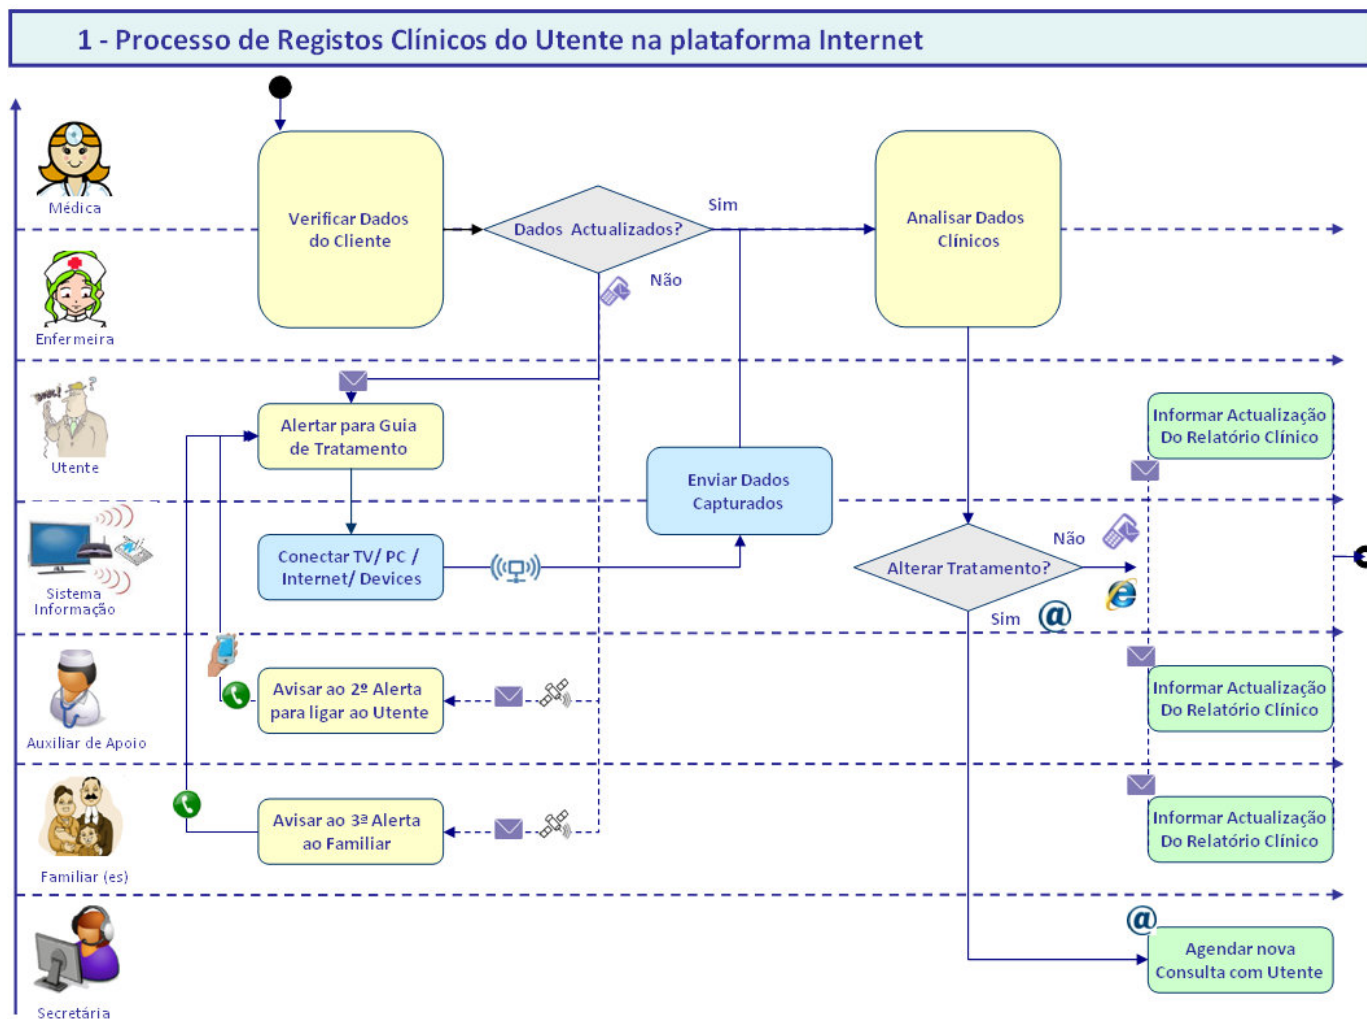 1 - Processo de Registos Clínicos do Utente na plataforma Internet
Médica
Verificar Dados
do Cliente
Dados Actualizados?
Sim
Não
Analisar Dados
Clínicos
Enfermeira
Utente
Alertar para Guia
de Tratamento
Enviar Dados
Capturados
Informar Actualização
Do Relatório Clínico
Sistema
Informação
Conectar TV/ PC /
Internet/ Devices
Alterar Tratamento?
Não
Sim
@
Auxiliar de Apoio
Avisar ao 2º Alerta
para ligar ao Utente
Informar Actualização
Do Relatório Clínico
Familiar (es)
Avisar ao 3ª Alerta
ao Familiar
Informar Actualização
Do Relatório Clínico
Secretária
@
Agendar nova
Consulta com Utente